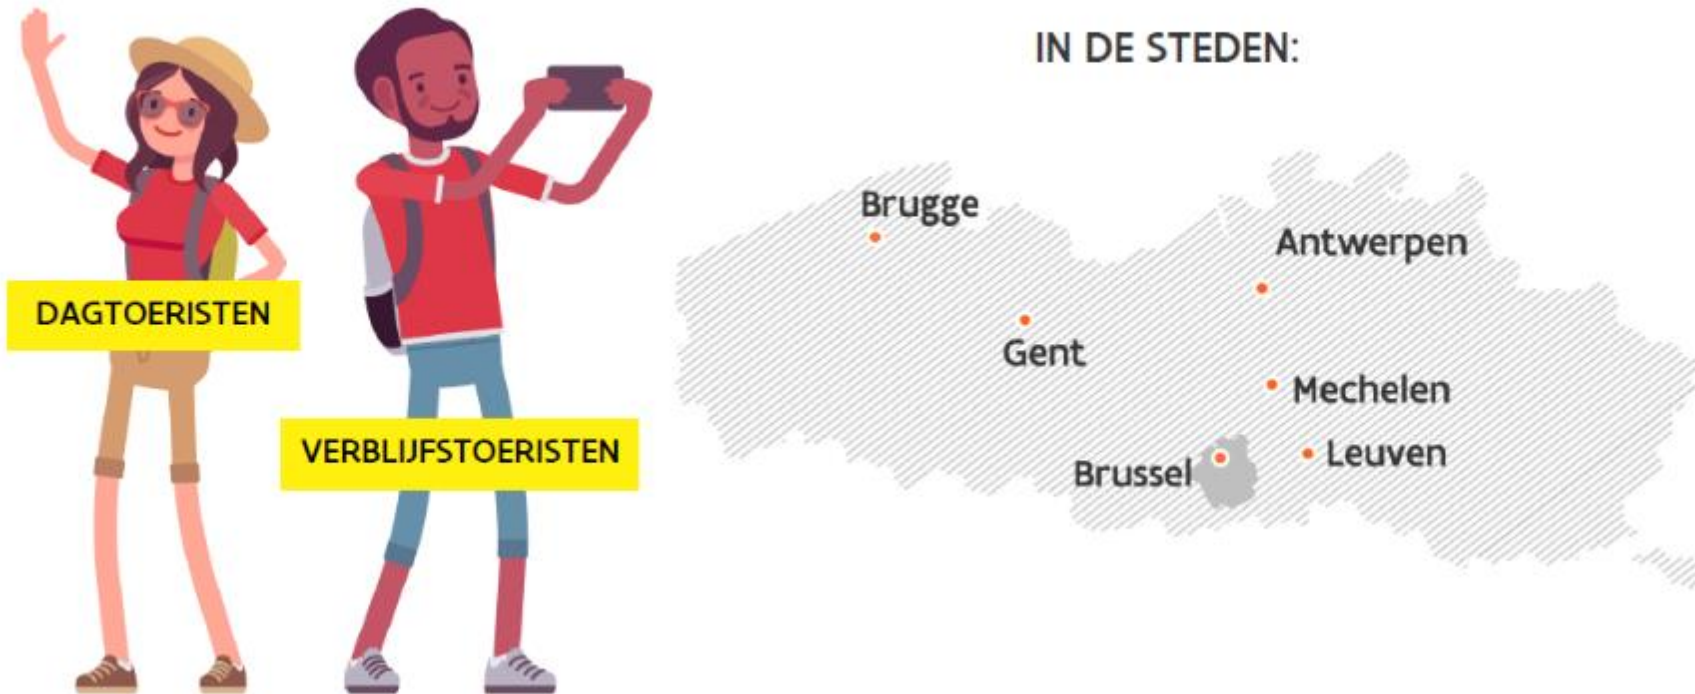 DAGTOERISTEN
VERBLIJFSTOERISTEN
IN DE STEDEN:
Brugge
Antwerpen
Gent
Mechelen
Leuven
Brussel